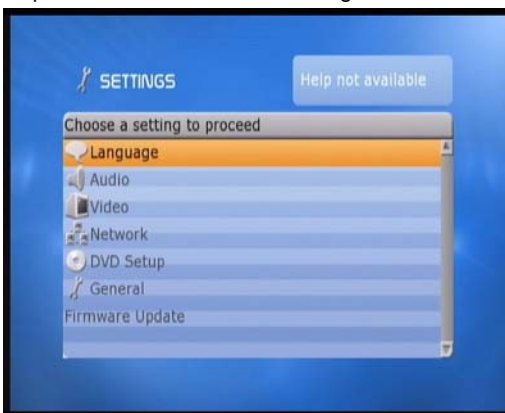 SETTINGS
Help not available
Choose a setting to proceed
Language
Audio
Video
Network
DVD Setup
General
Firmware Update